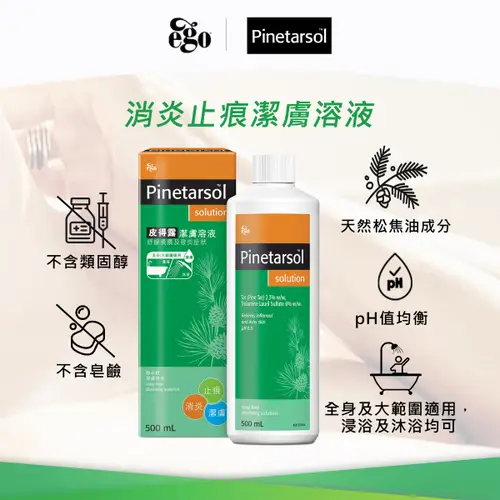 ego
Pinetarsol
消炎止痕潔膚溶液
ego
Pinetarsol
solution
皮得露 潔膚溶液
500 mL
止痕
消炎
潔膚
ego
Pinetarsol
solution
500 mL
不含類固醇
不含皂鹼
天然松焦油成分
pH
pH值均衡
全身及大範圍適用，
浸浴及沐浴均可